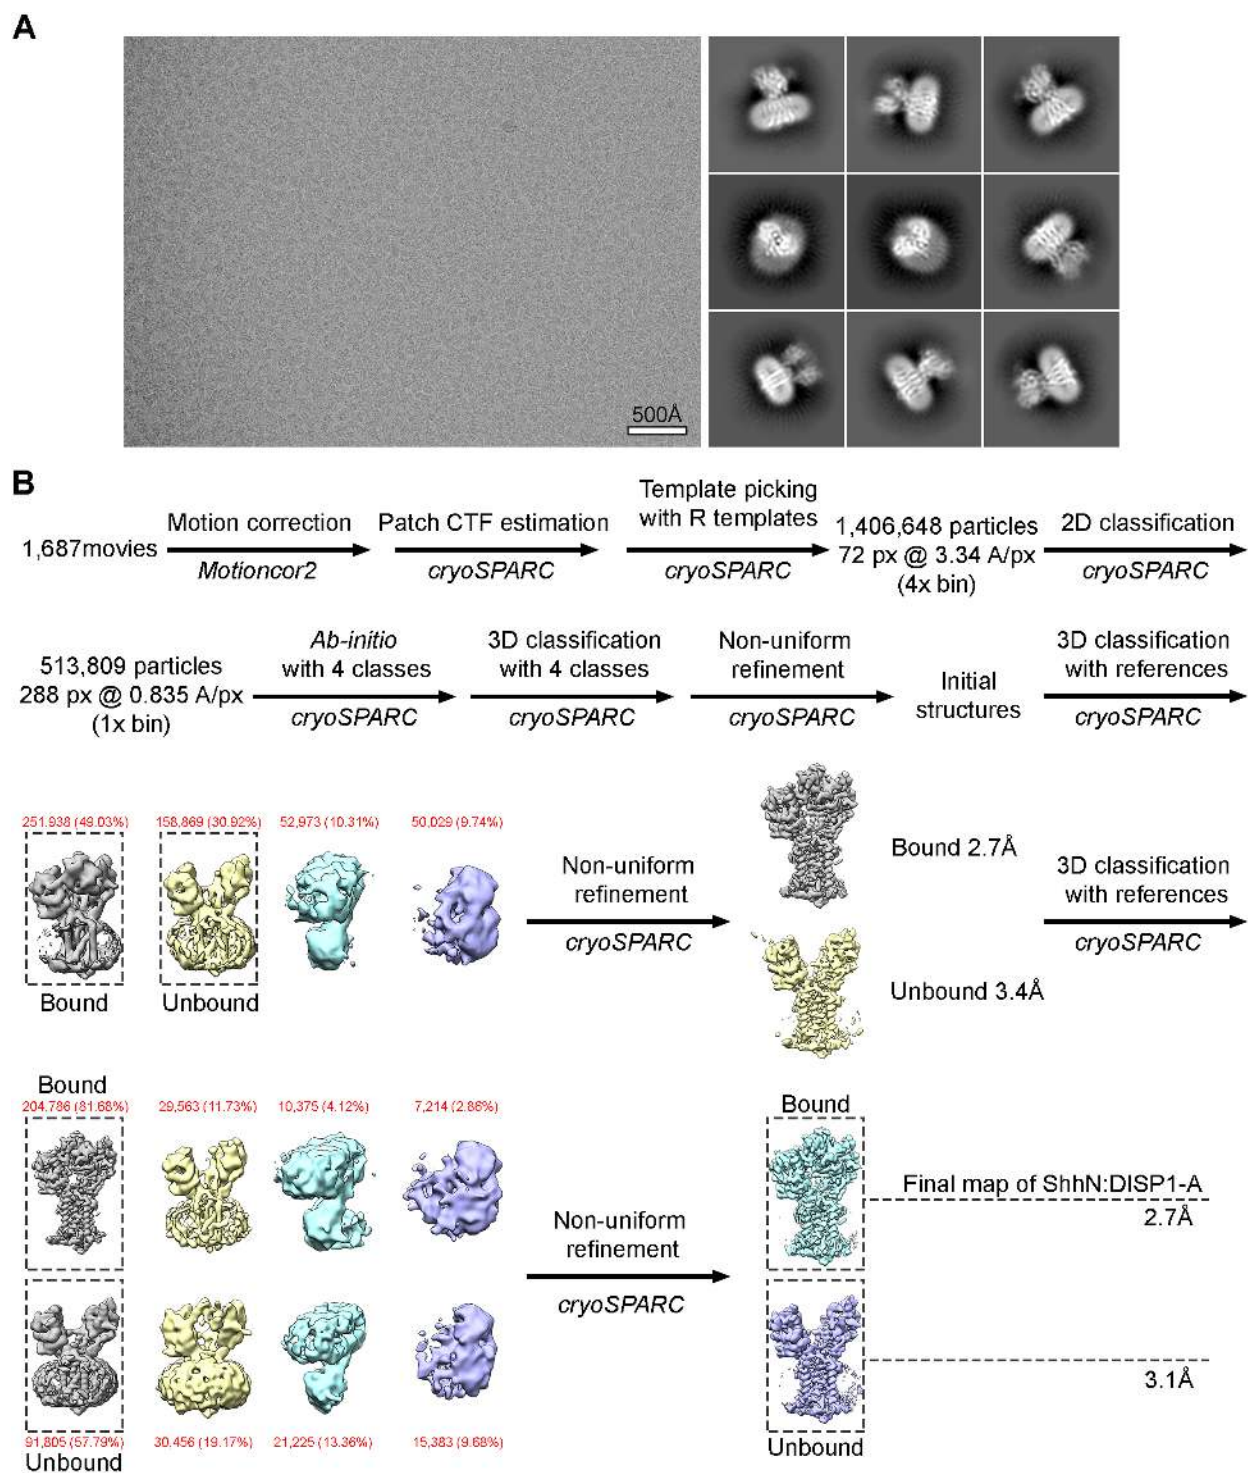 A
500Å
B
1,687movies
Motion correction
Motioncor2
Patch CTF estimation
cryoSPARC
Template picking
with R templates
cryoSPARC
1,406,648 particles
72 px @ 3.34 A/px
(4x bin)
2D classification
cryoSPARC
513,809 particles
288 px @ 0.835 A/px
(1x bin)
Ab-initio
with 4 classes
cryoSPARC
3D classification
with 4 classes
cryoSPARC
Non-uniform
refinement
cryoSPARC
Initial
structures
3D classification
with references
cryoSPARC
251,938 (49.03%)
158,869 (30.92%)
52,973 (10.31%)
50,029 (9.74%)
Bound
Unbound
Non-uniform
refinement
cryoSPARC
Bound 2.7Å
Unbound 3.4Å
3D classification
with references
cryoSPARC
Bound
204,786 (81.68%)
29,563 (11.73%)
10,375 (4.12%)
7,214 (2.86%)
91,805 (57.79%)
30,456 (19.17%)
21,225 (13.36%)
15,383 (9.68%)
Unbound
Non-uniform
refinement
cryoSPARC
Bound
Final map of ShhN:DISP1-A
2.7Å
3.1Å
Unbound